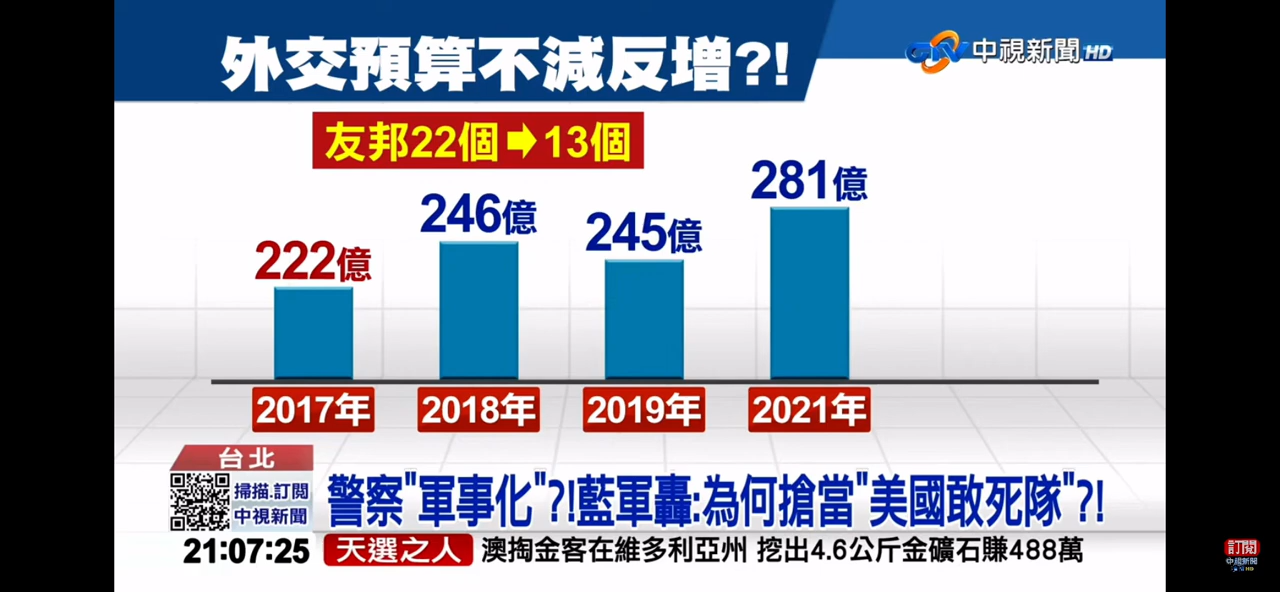 外交預算不減反增?!
CTV 中視新聞HD
友邦22個➡13個
222億
246億
245億
281億
2017年
2018年
2019年
2021年
台北
掃描.訂閱
中視新聞
警察"軍事化"?!藍軍轟:為何搶當"美國敢死隊"?!
21:07:25
天選之人
澳掏金客在維多利亞州 挖出4.6公斤金礦石賺488萬
訂閱
中視新聞